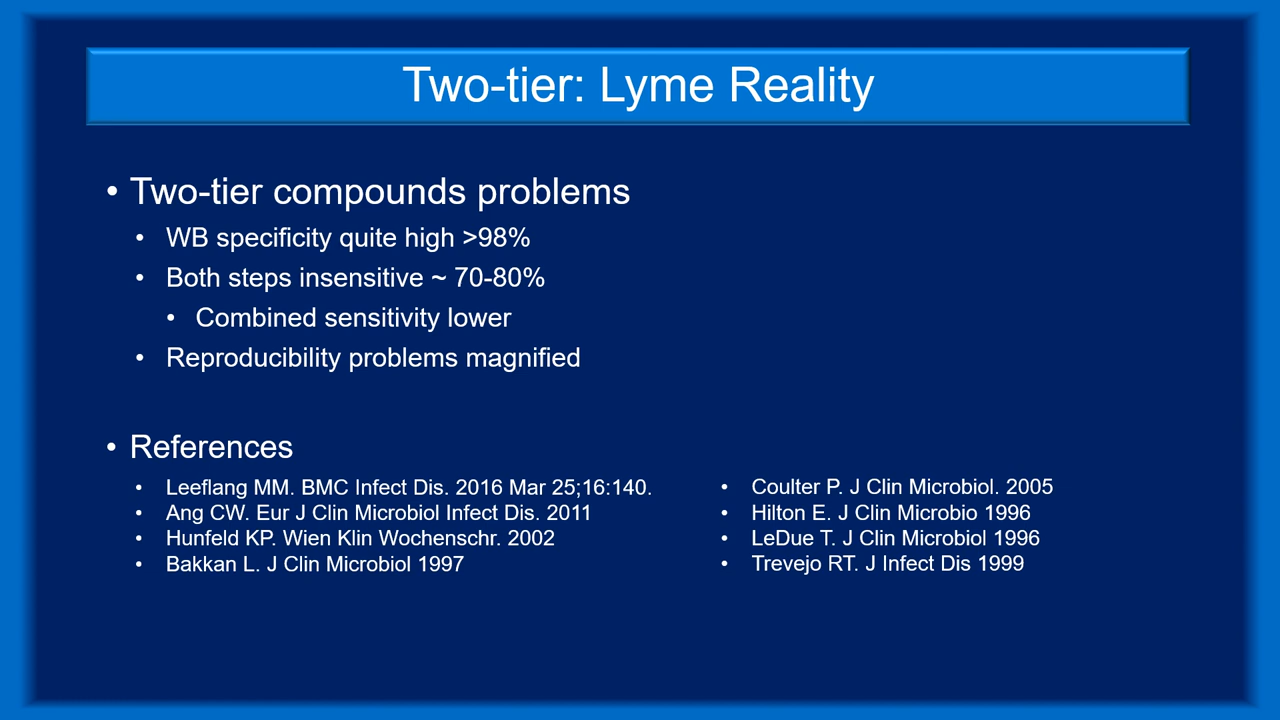 Two-tier: Lyme Reality
• Two-tier compounds problems
• WB specificity quite high >98%
• Both steps insensitive ~ 70-80%
• Combined sensitivity lower
• Reproducibility problems magnified
• References
• Leeflang MM. BMC Infect Dis. 2016 Mar 25;16:140.
• Ang CW. Eur J Clin Microbiol Infect Dis. 2011
• Hunfeld KP. Wien Klin Wochenschr. 2002
• Bakkan L. J Clin Microbiol 1997
• Coulter P. J Clin Microbiol. 2005
• Hilton E. J Clin Microbio 1996
• LeDue T. J Clin Microbiol 1996
• Trevejo RT. J Infect Dis 1999